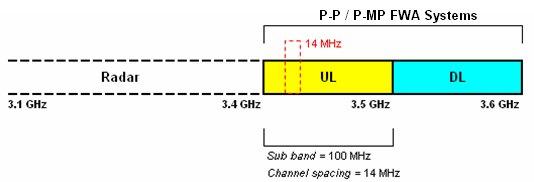 P-P / P-MP FWA Systems
14 MHz
Radar
UL
DL
3.1 GHz
3.4 GHz
3.5 GHz
3.6 GHz
Sub band = 100 MHz
Channel spacing = 14 MHz